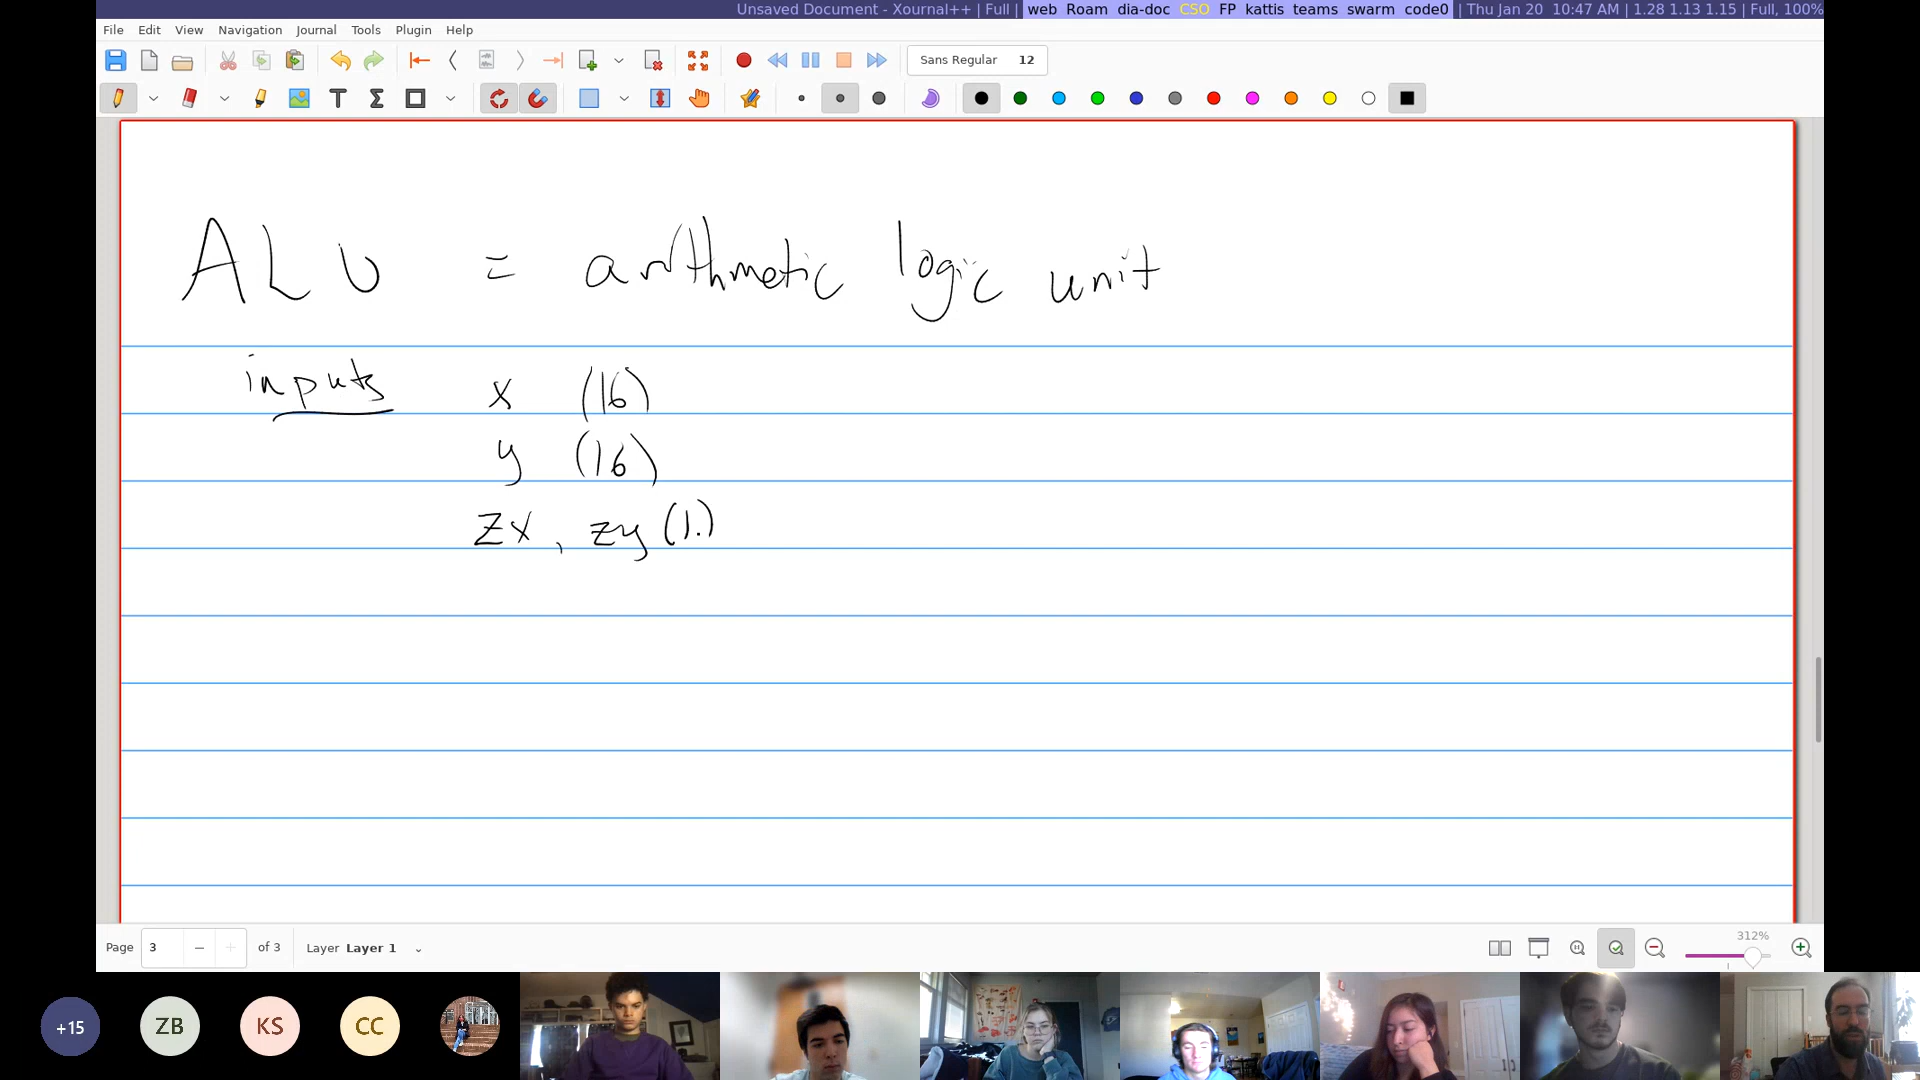 Unsaved Document - Xournal++ | Full | web Roam dia-doc CSO FP kattis teams swarm code0 | Thu Jan 20 10:47 AM | 1.28 1.13 1.15 | Full, 100%
File Edit View Navigation Journal Tools Plugin Help
Sans Regular 12
ALU = arithmetic logic unit
inputs x (16)
y (16)
zx, zy (1.)
Page 3 of 3 Layer Layer 1 312%
+15 ZB KS CC